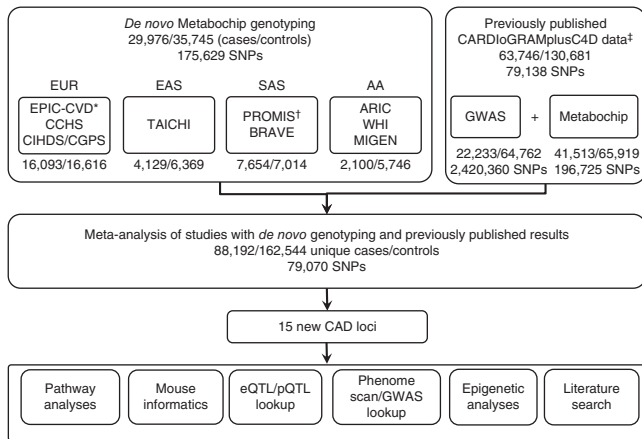 De novo Metabochip genotyping
29,976/35,745 (cases/controls)
175,629 SNPs
EUR
EPIC-CVD*
CCHS
CIHDS/CGPS
16,093/16,616
EAS
TAICHI
4,129/6,369
SAS
PROMIS†
BRAVE
7,654/7,014
AA
ARIC
WHI
MIGEN
2,100/5,746
Previously published
CARDIoGRAMplusC4D data‡
63,746/130,681
79,138 SNPs
GWAS
+
Metabochip
22,233/64,762
2,420,360 SNPs
41,513/65,919
196,725 SNPs
Meta-analysis of studies with de novo genotyping and previously published results
88,192/162,544 unique cases/controls
79,070 SNPs
15 new CAD loci
Pathway
analyses
Mouse
informatics
eQTL/pQTL
lookup
Phenome
scan/GWAS
lookup
Epigenetic
analyses
Literature
search